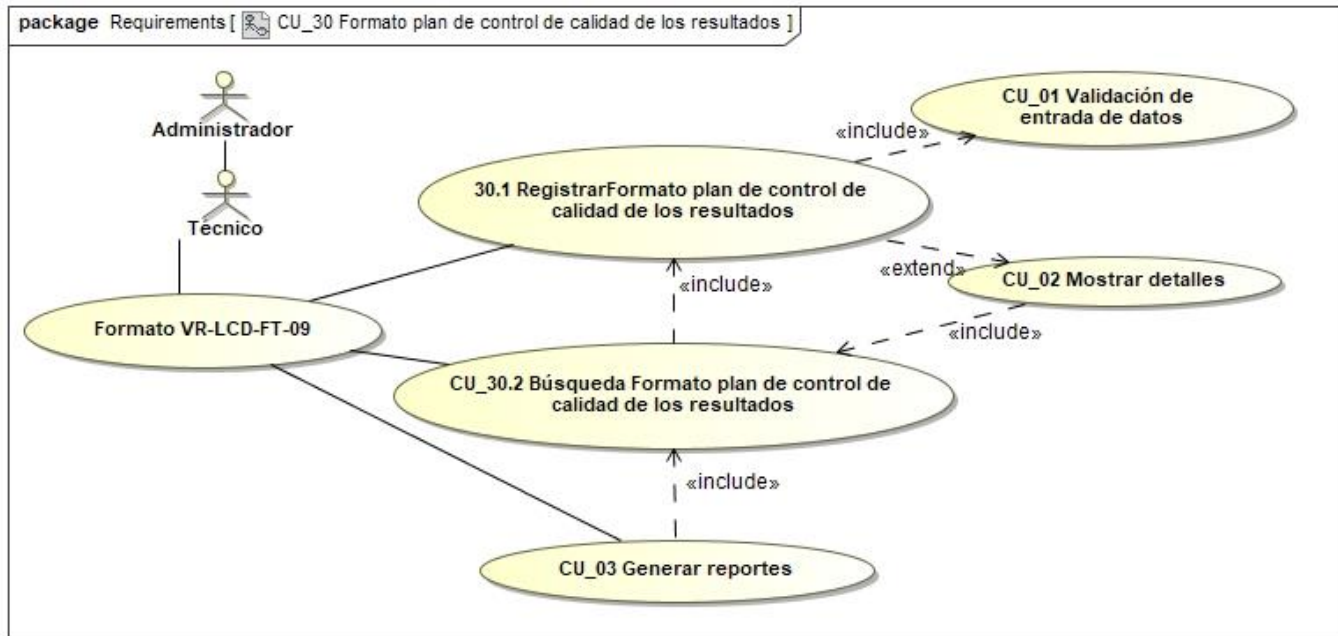 package Requirements [ CU_30 Formato plan de control de calidad de los resultados ]
Administrador
Técnico
Formato VR-LCD-FT-09
30.1 RegistrarFormato plan de control de
calidad de los resultados
«include»
CU_01 Validación de
entrada de datos
«extend»
CU_02 Mostrar detalles
«include»
«include»
CU_30.2 Búsqueda Formato plan de control de
calidad de los resultados
«include»
CU_03 Generar reportes